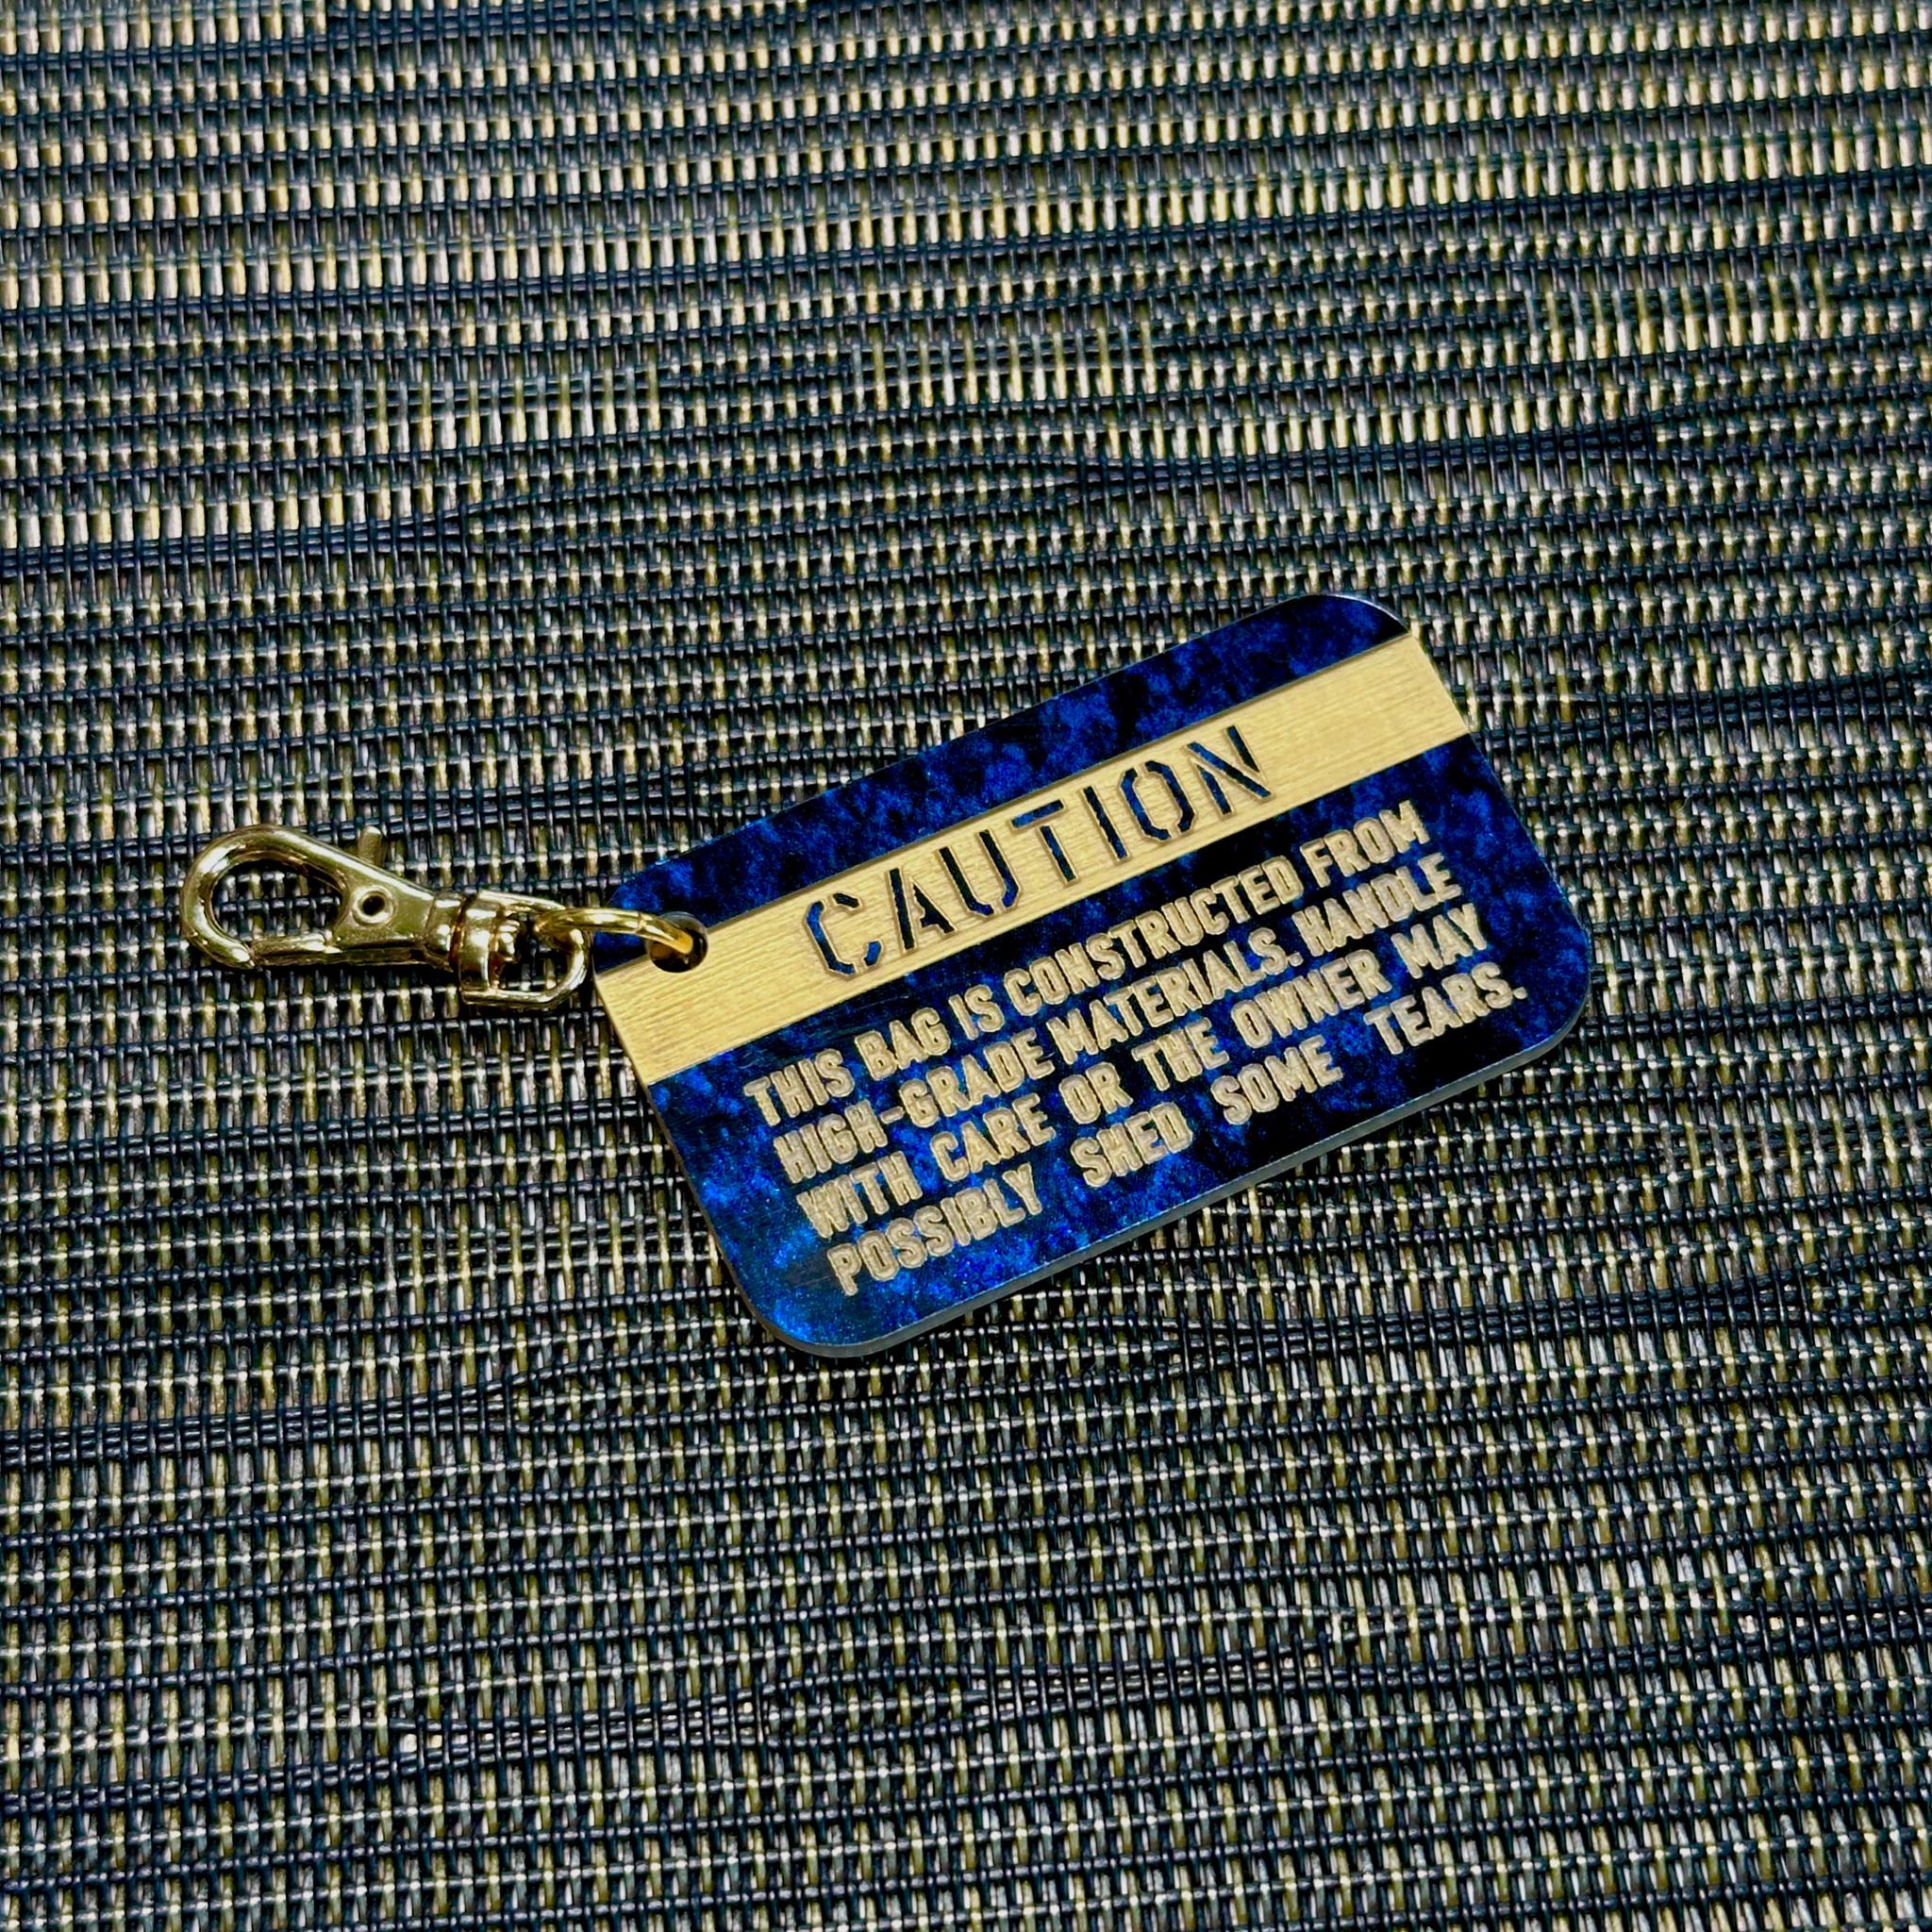 CAUTION
THIS BAG IS CONSTRUCTED FROM
HIGH-GRADE MATERIALS. HANDLE
WITH CARE OR THE OWNER MAY
POSSIBLY SHED SOME TEARS.